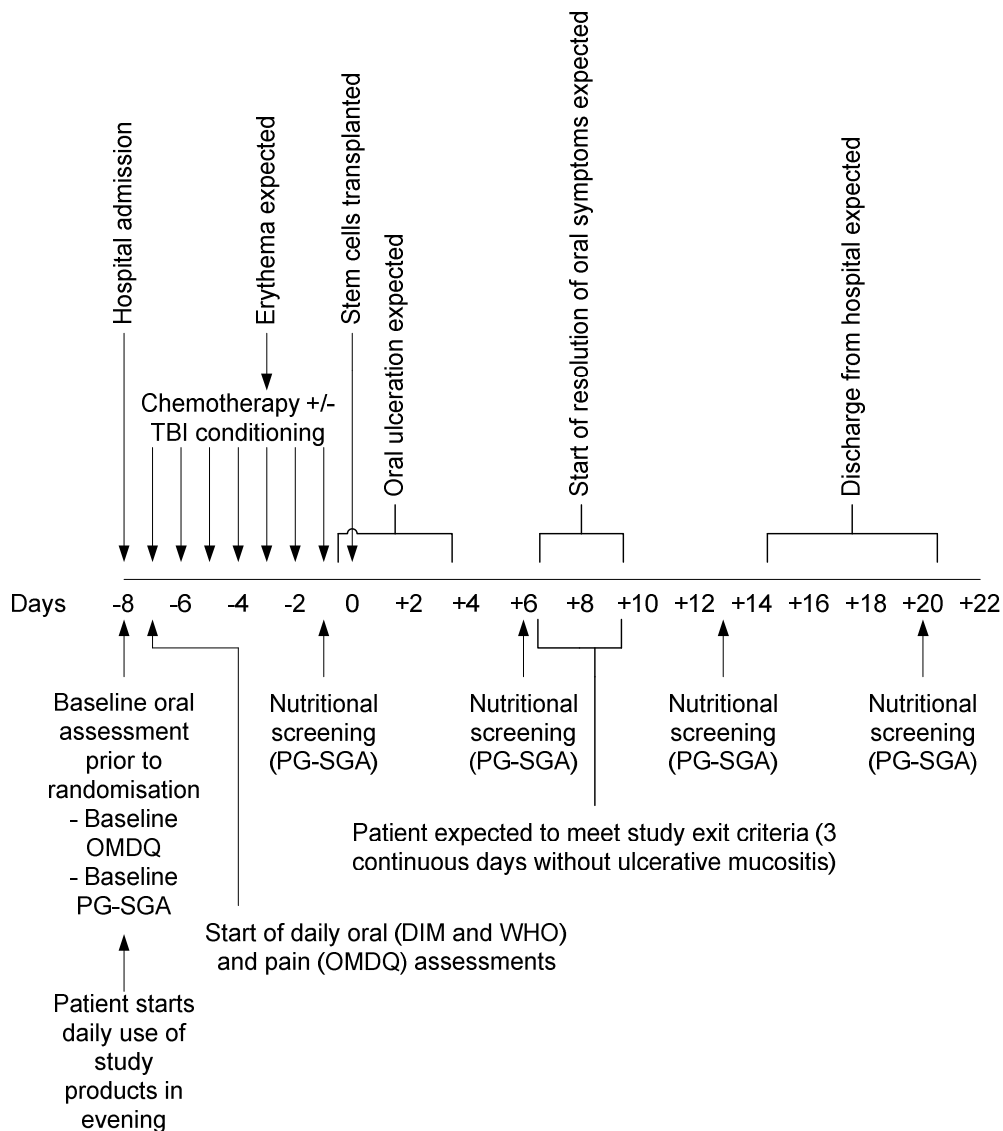 Hospital admission
Erythema expected
Stem cells transplanted
Oral ulceration expected
Start of resolution of oral symptoms expected
Discharge from hospital expected
Chemotherapy +/-
TBI conditioning
Days -8 -6 -4 -2 0 +2 +4 +6 +8 +10 +12 +14 +16 +18 +20 +22
Baseline oral
assessment
prior to
randomisation
- Baseline
OMDQ
- Baseline
PG-SGA
Nutritional
screening
(PG-SGA)
Nutritional
screening
(PG-SGA)
Nutritional
screening
(PG-SGA)
Nutritional
screening
(PG-SGA)
Patient expected to meet study exit criteria (3
continuous days without ulcerative mucositis)
Start of daily oral (DIM and WHO)
and pain (OMDQ) assessments
Patient starts
daily use of
study
products in
evening